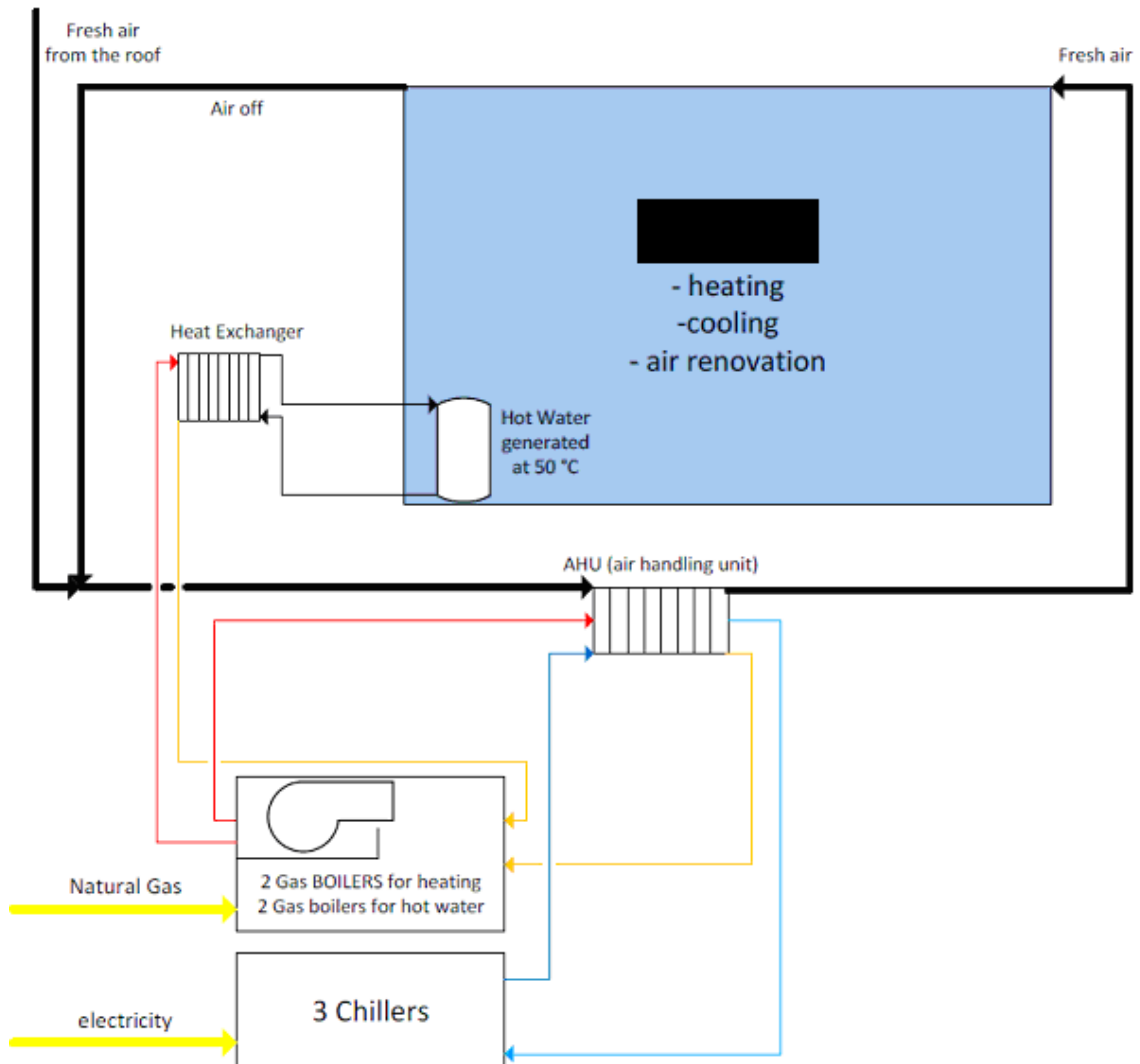 Fresh air
from the roof
Fresh air
Air off
- heating
-cooling
- air renovation
Heat Exchanger
Hot Water
generated
at 50 °C
AHU (air handling unit)
Natural Gas
2 Gas BOILERS for heating
2 Gas boilers for hot water
3 Chillers
electricity